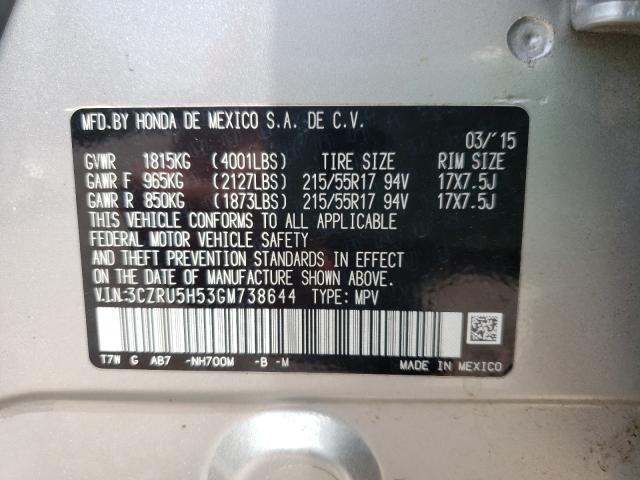 MFD. BY HONDA DE MEXICO S.A. DE C.V.
03/'15
GVWR 1815KG (4001LBS) TIRE SIZE RIM SIZE
GAWR F 965KG (2127LBS) 215/55R17 94V 17X7.5J
GAWR R 850KG (1873LBS) 215/55R17 94V 17X7.5J
THIS VEHICLE CONFORMS TO ALL APPLICABLE
FEDERAL MOTOR VEHICLE SAFETY
AND THEFT PREVENTION STANDARDS IN EFFECT
ON THE DATE OF MANUFACTURE SHOWN ABOVE.
V.I.N:3CZRU5H53GM738644 TYPE: MPV
T7W G AB7 -NH700M -B -M
MADE IN MEXICO